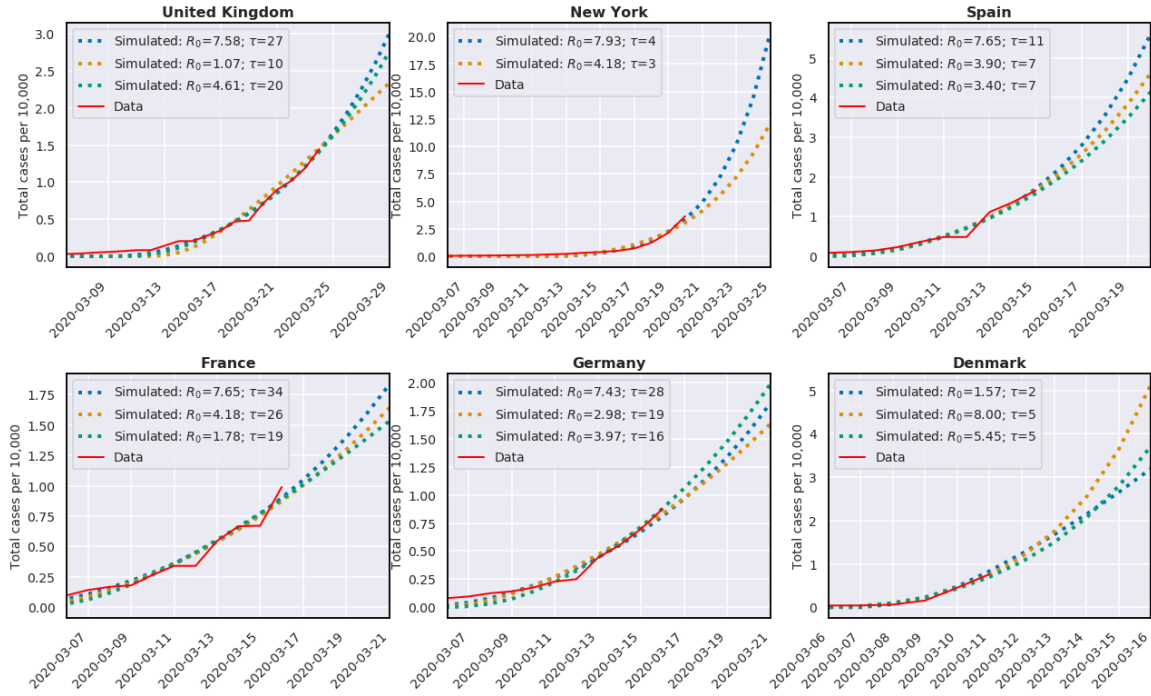 United Kingdom
Total cases per 10,000
3.0
2.5
2.0
1.5
1.0
0.5
0.0
Simulated: R0=7.58; τ=27
Simulated: R0=1.07; τ=10
Simulated: R0=4.61; τ=20
Data
2020-03-09
2020-03-13
2020-03-17
2020-03-21
2020-03-25
2020-03-29
New York
Total cases per 10,000
20.0
17.5
15.0
12.5
10.0
7.5
5.0
2.5
0.0
Simulated: R0=7.93; τ=4
Simulated: R0=4.18; τ=3
Data
2020-03-07
2020-03-09
2020-03-11
2020-03-13
2020-03-15
2020-03-17
2020-03-19
2020-03-21
2020-03-23
2020-03-25
Spain
Total cases per 10,000
5
4
3
2
1
0
Simulated: R0=7.65; τ=11
Simulated: R0=3.90; τ=7
Simulated: R0=3.40; τ=7
Data
2020-03-07
2020-03-09
2020-03-11
2020-03-13
2020-03-15
2020-03-17
2020-03-19
France
Total cases per 10,000
1.75
1.50
1.25
1.00
0.75
0.50
0.25
0.00
Simulated: R0=7.65; τ=34
Simulated: R0=4.18; τ=26
Simulated: R0=1.78; τ=19
Data
2020-03-07
2020-03-09
2020-03-11
2020-03-13
2020-03-15
2020-03-17
2020-03-19
2020-03-21
Germany
Total cases per 10,000
2.00
1.75
1.50
1.25
1.00
0.75
0.50
0.25
0.00
Simulated: R0=7.43; τ=28
Simulated: R0=2.98; τ=19
Simulated: R0=3.97; τ=16
Data
2020-03-07
2020-03-09
2020-03-11
2020-03-13
2020-03-15
2020-03-17
2020-03-19
2020-03-21
Denmark
Total cases per 10,000
5
4
3
2
1
0
Simulated: R0=1.57; τ=2
Simulated: R0=8.00; τ=5
Simulated: R0=5.45; τ=5
Data
2020-03-06
2020-03-07
2020-03-08
2020-03-09
2020-03-10
2020-03-11
2020-03-12
2020-03-13
2020-03-14
2020-03-15
2020-03-16